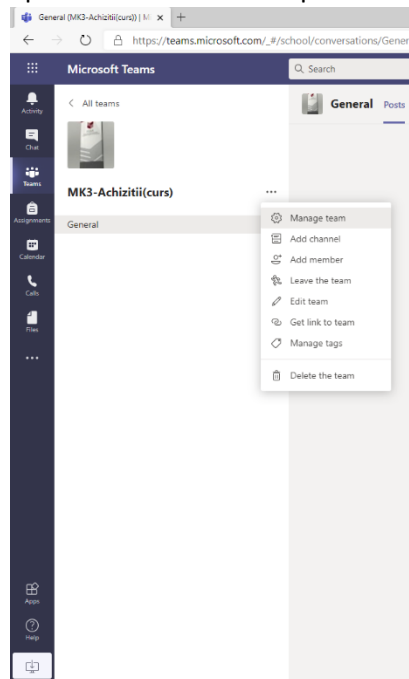 General (MK3-Achizitii(curs)) | Mi
https://teams.microsoft.com/_#/school/conversations/Gener
Microsoft Teams
Search
Activity
Chat
Teams
Assignments
Calendar
Calls
Files
Apps
Help
All teams
MK3-Achizitii(curs)
General
Manage team
Add channel
Add member
Leave the team
Edit team
Get link to team
Manage tags
Delete the team
General Posts